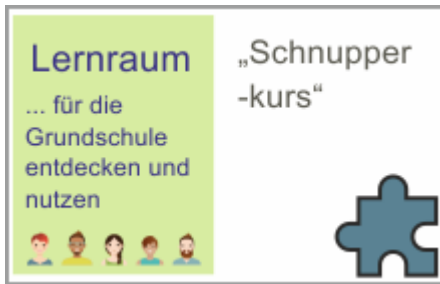 Lernraum
... für die
Grundschule
entdecken und
nutzen
„Schnupper
-kurs“